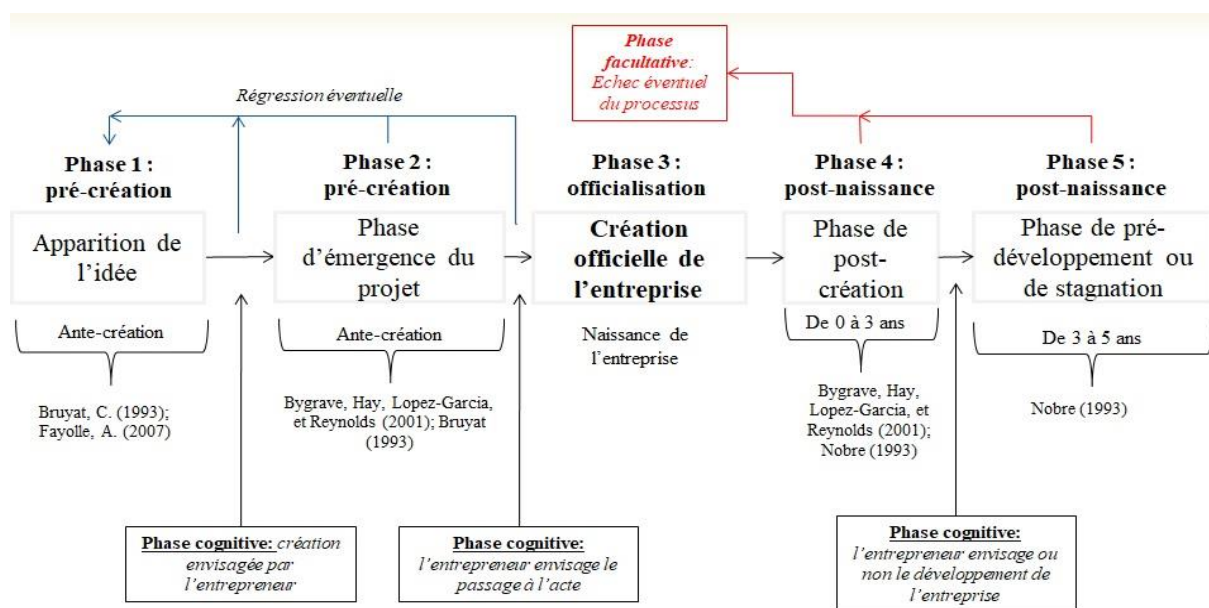 Phase
facultative:
Echec éventuel
du processus
Régression éventuelle
Phase 1 :
pré-création
Phase 2 :
pré-création
Phase 3 :
officialisation
Phase 4 :
post-naissance
Phase 5 :
post-naissance
Apparition de
l'idée
Phase
d'émergence du
projet
Création
officielle de
l'entreprise
Phase de
post-
création
Phase de pré-
développement ou
de stagnation
Ante-création
Ante-création
Naissance de
l'entreprise
De 0 à 3 ans
De 3 à 5 ans
Bruyat, C. (1993);
Fayolle, A. (2007)
Bygrave, Hay, Lopez-Garcia,
et Reynolds (2001); Bruyat
(1993)
Bygrave, Hay,
Lopez-Garcia, et
Reynolds (2001);
Nobre (1993)
Nobre (1993)
Phase cognitive: création
envisagée par
l'entrepreneur
Phase cognitive:
l'entrepreneur envisage le
passage à l'acte
Phase cognitive:
l'entrepreneur envisage ou
non le développement de
l'entreprise